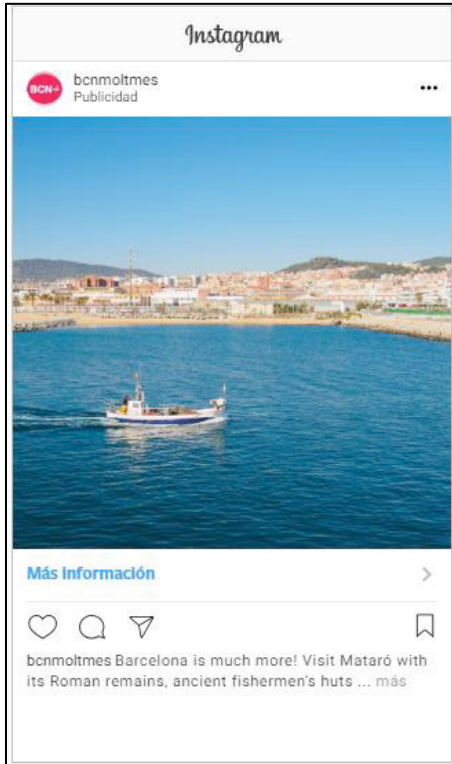 Instagram
BCN+
bcnmoltmes
Publicidad
Más información
bcnmoltmes Barcelona is much more! Visit Mataró with
its Roman remains, ancient fishermen's huts ... más